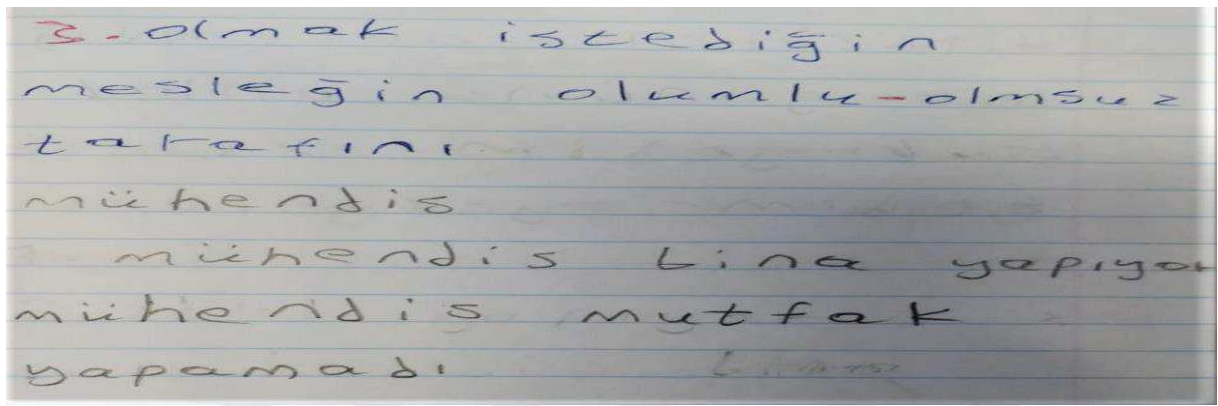 3. olmak istediğin
mesleğin olumlu-olmsuz
tarafını
mühendis
mühendis bina yapıyor
mühendis mutfak
yapamadı